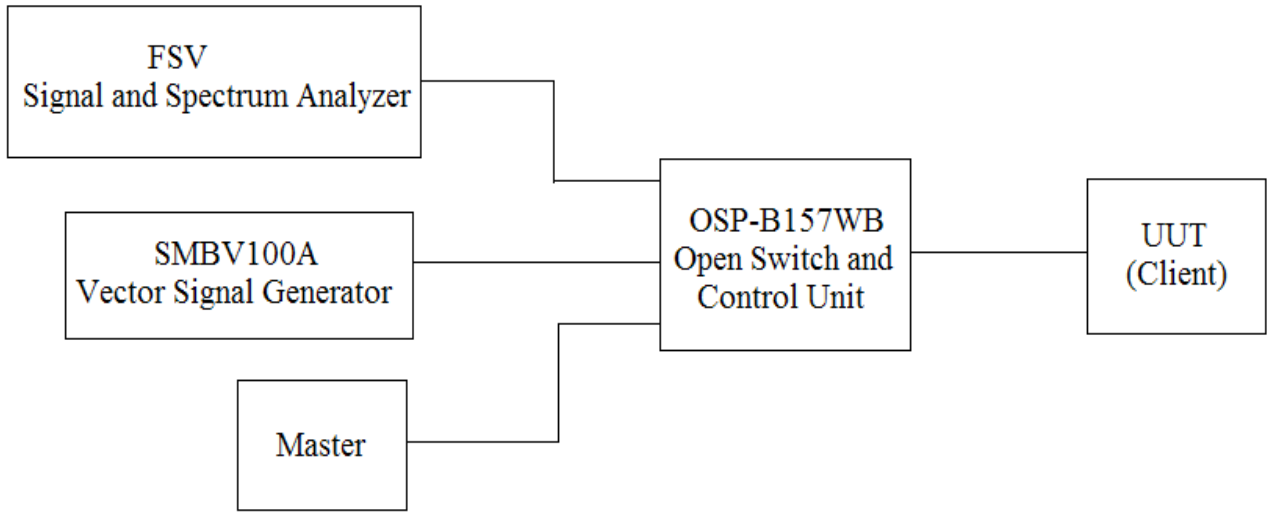 FSV
Signal and Spectrum Analyzer
SMBV100A
Vector Signal Generator
Master
OSP-B157WB
Open Switch and
Control Unit
UUT
(Client)